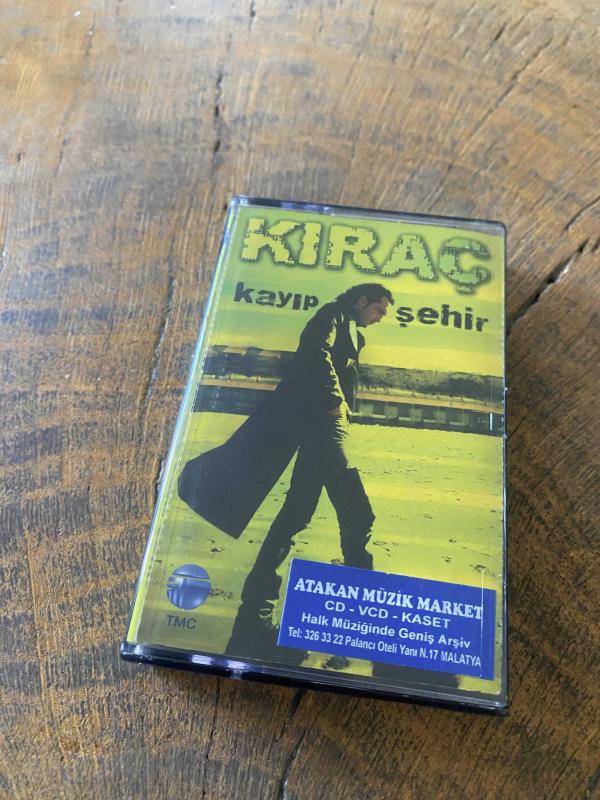 KIRAÇ
kayıp şehir
TMC
ATAKAN MÜZİK MARKET
CD - VCD - KASET
Halk Müziğinde Geniş Arşiv
Tel: 326 33 22 Palancı Oteli Yanı N.17 MALATYA